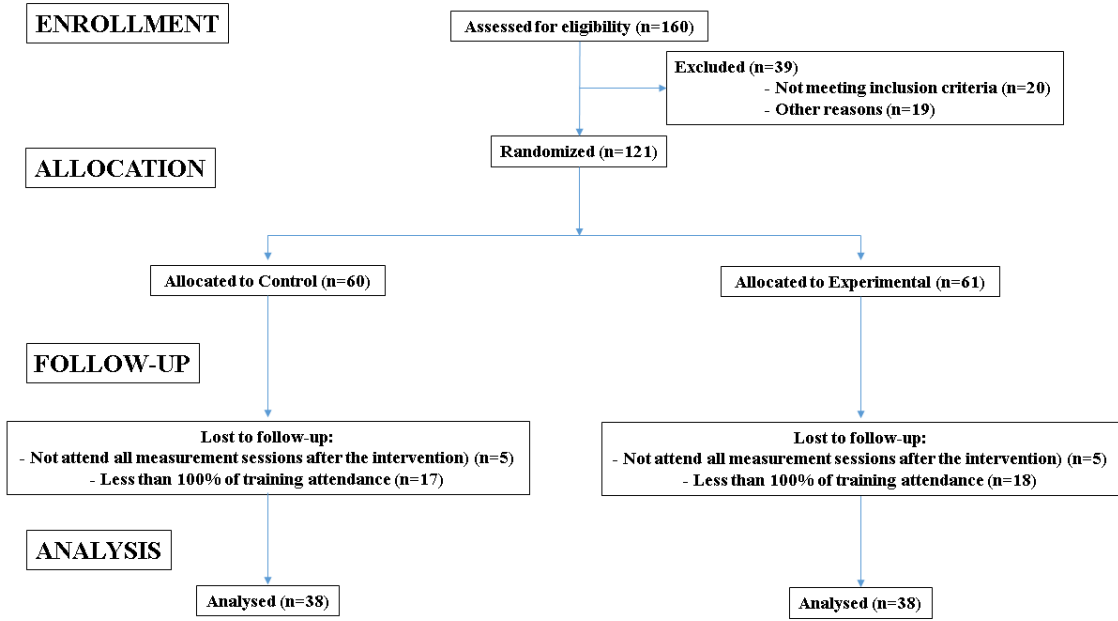 ENROLLMENT
Assessed for eligibility (n=160)
Excluded (n=39)
- Not meeting inclusion criteria (n=20)
- Other reasons (n=19)
Randomized (n=121)
ALLOCATION
Allocated to Control (n=60)
Allocated to Experimental (n=61)
FOLLOW-UP
Lost to follow-up:
- Not attend all measurement sessions after the intervention) (n=5)
- Less than 100% of training attendance (n=17)
Lost to follow-up:
- Not attend all measurement sessions after the intervention) (n=5)
- Less than 100% of training attendance (n=18)
ANALYSIS
Analysed (n=38)
Analysed (n=38)